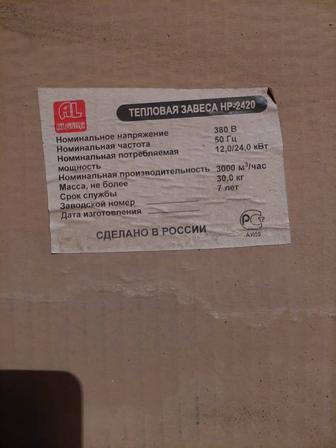 AL
ТЕПЛОВАЯ ЗАВЕСА НР-2420
Номинальное напряжение 380 В
Номинальная частота 50 Гц
Номинальная потребляемая 12,0/24,0 кВт
мощность
Номинальная производительность 3000 м³/час
Масса, не более 30,0 кг
Срок службы 7 лет
Заводской номер
Дата изготовления
СДЕЛАНО В РОССИИ